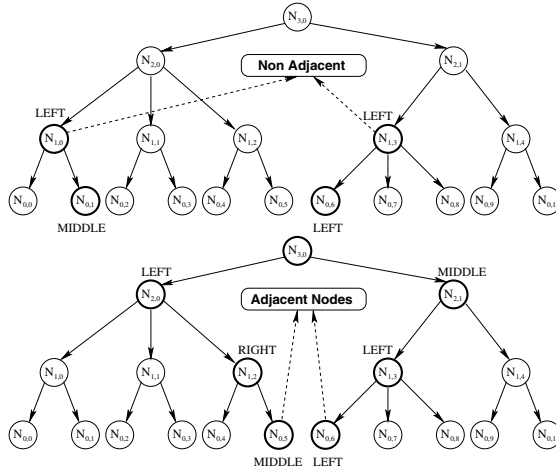 N3,0
N2,0
Non Adjacent
N2,1
LEFT
LEFT
N1,0
N1,1
N1,2
N1,3
N1,4
N0,0
N0,1
N0,2
N0,3
N0,4
N0,5
N0,6
N0,7
N0,8
N0,9
N0,1
MIDDLE
LEFT
N3,0
LEFT
MIDDLE
N2,0
Adjacent Nodes
N2,1
RIGHT
LEFT
N1,0
N1,1
N1,2
N1,3
N1,4
N0,0
N0,1
N0,2
N0,3
N0,4
N0,5
N0,6
N0,7
N0,8
N0,9
N0,1
MIDDLE
LEFT